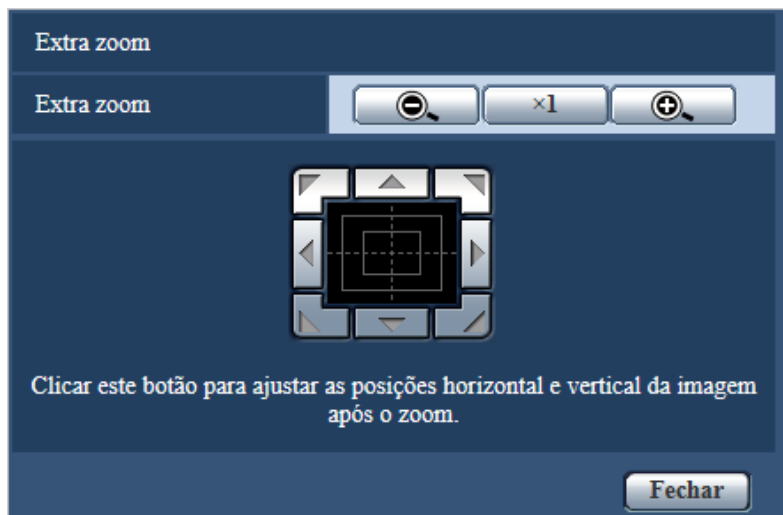 Extra zoom
Extra zoom
×1
Clicar este botão para ajustar as posições horizontal e vertical da imagem
após o zoom.
Fechar